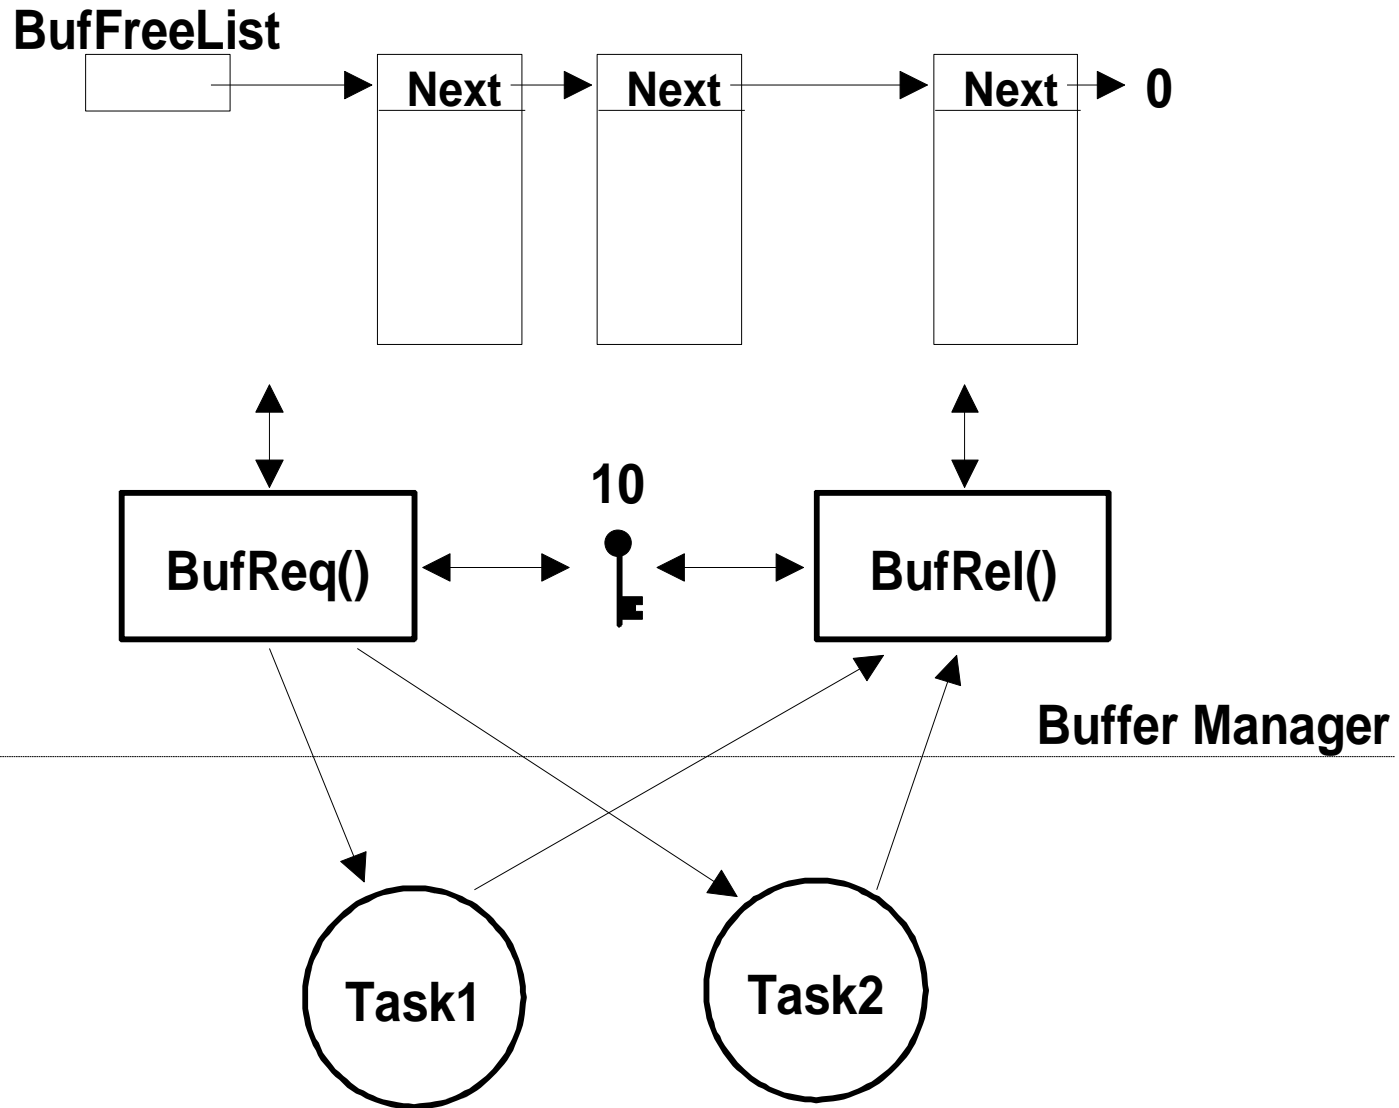 BufFreeList
Next Next Next 0
10
BufReq() BufRel()
Buffer Manager
Task1 Task2